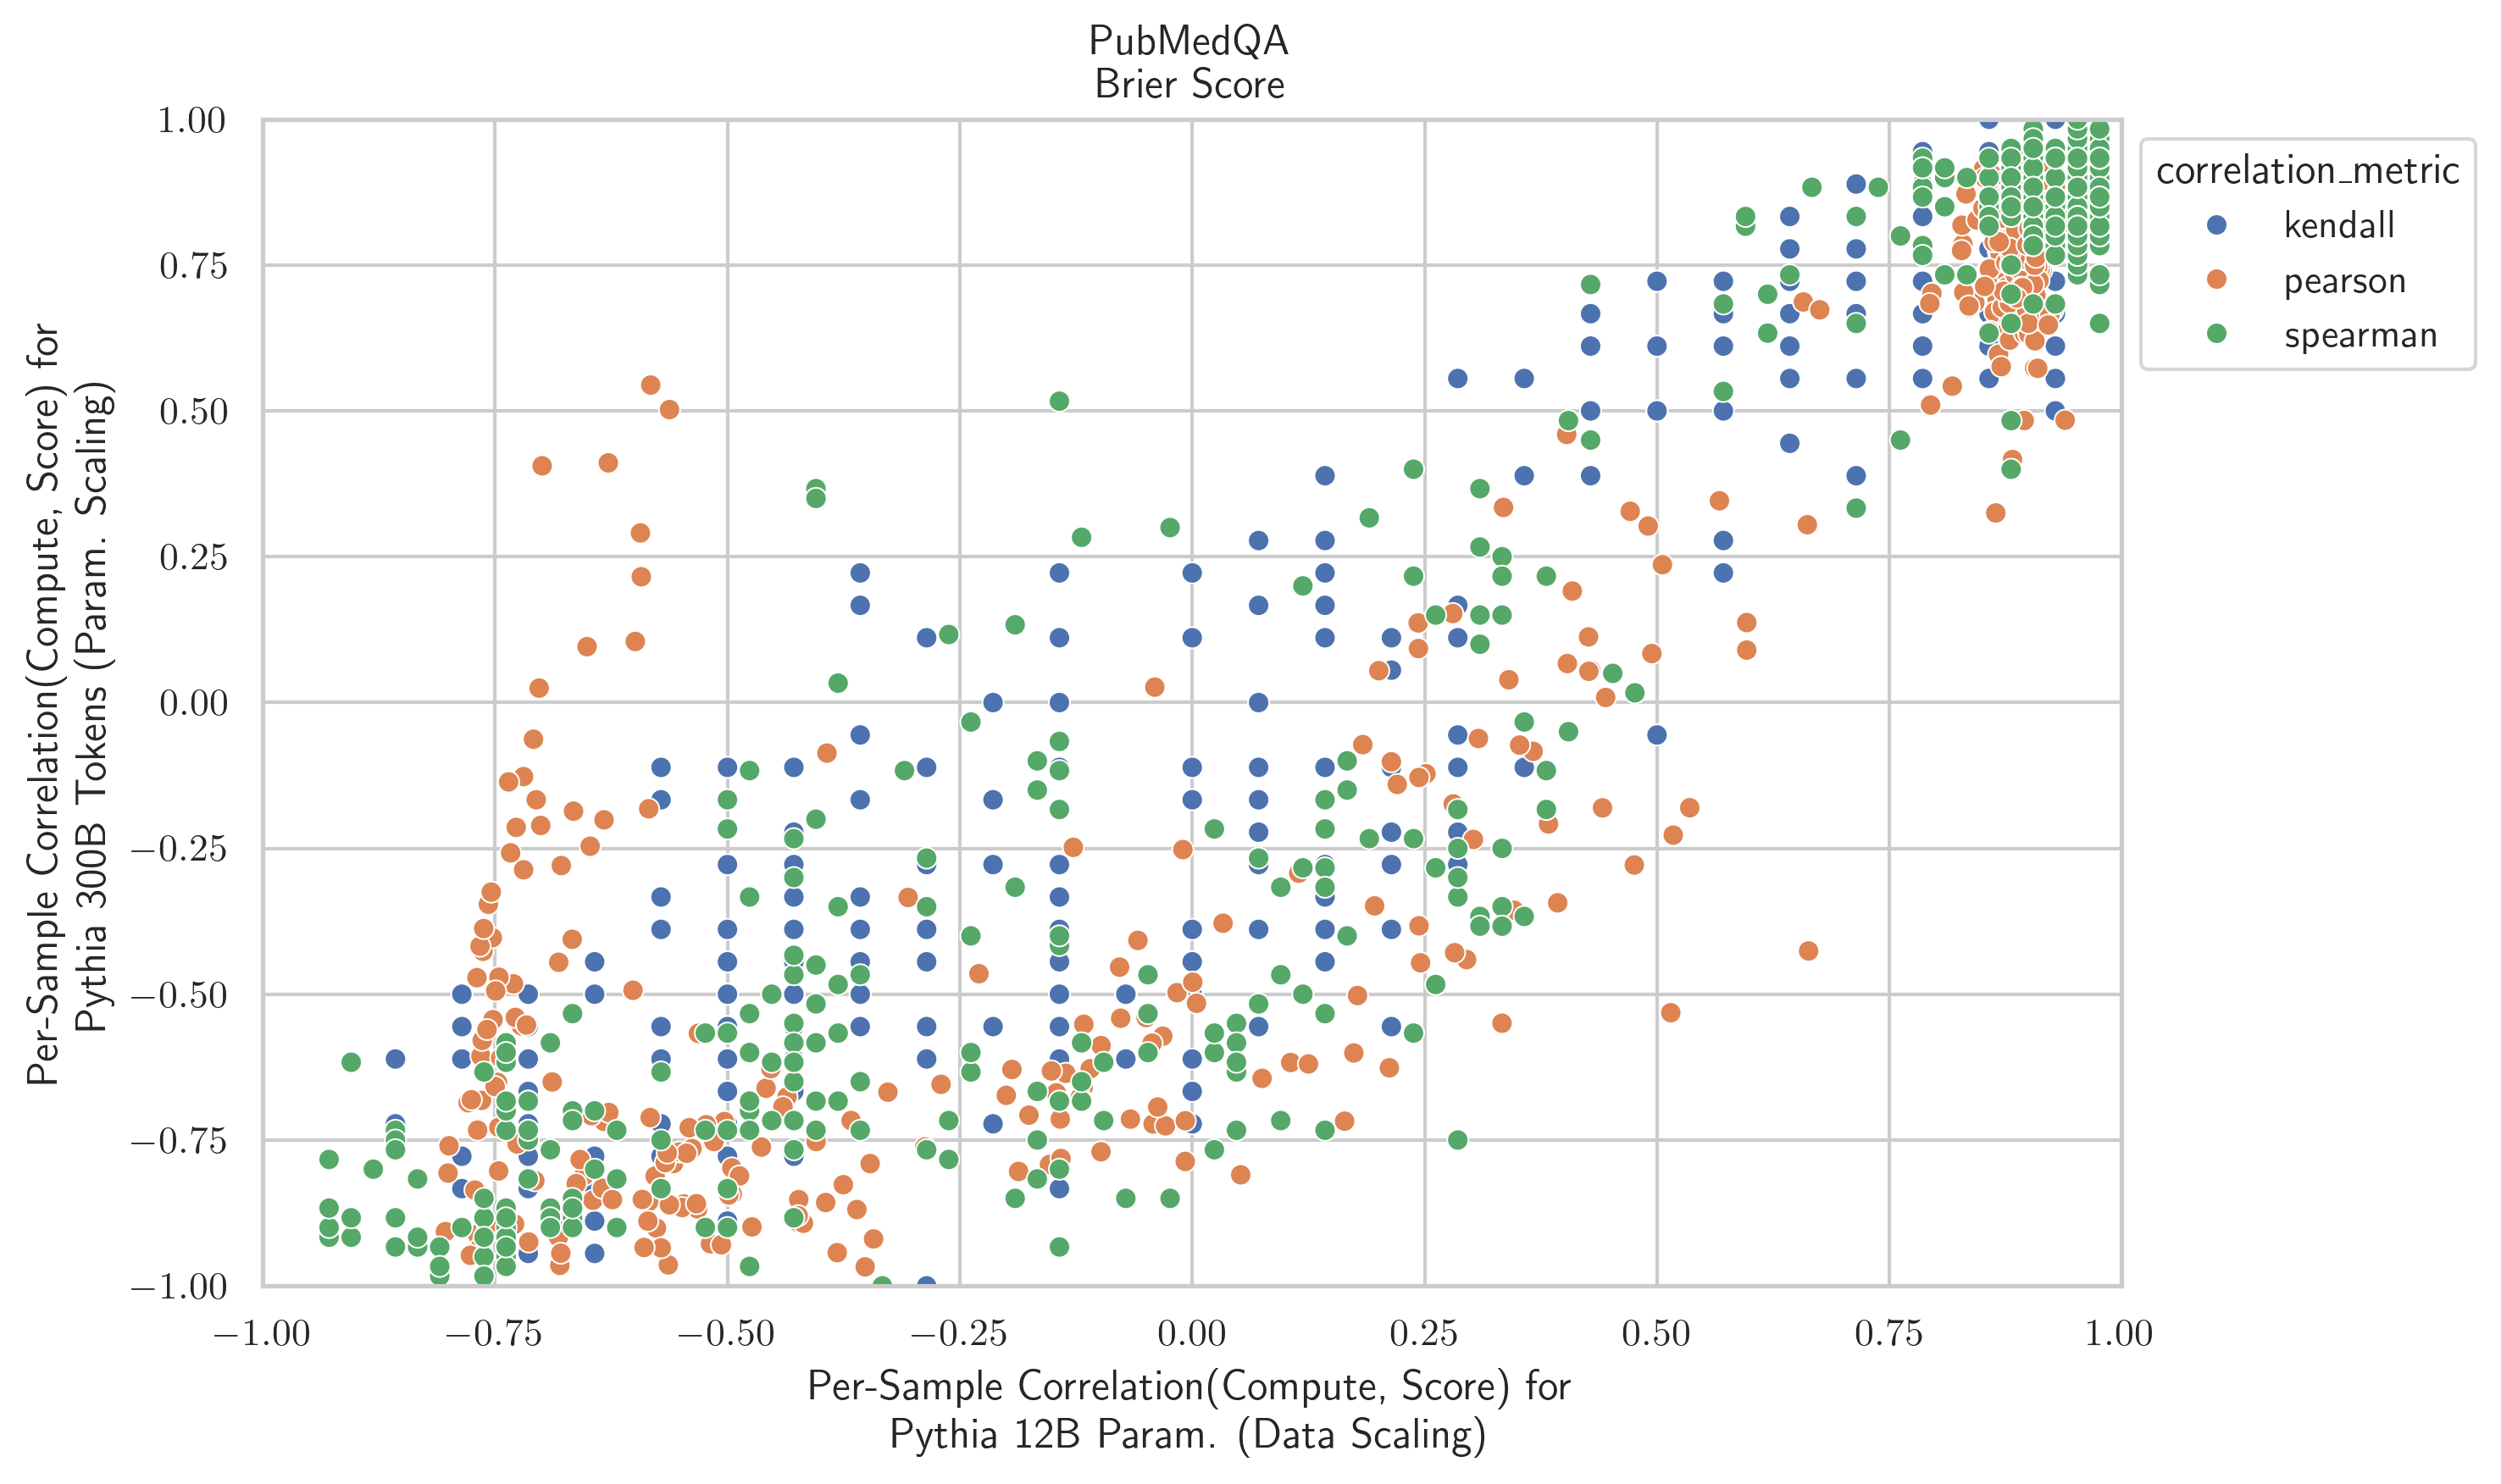 PubMedQA
Brier Score
Per-Sample Correlation(Compute, Score) for
Pythia 300B Tokens (Param. Scaling)
1.00
0.75
0.50
0.25
0.00
−0.25
−0.50
−0.75
−1.00
correlation_metric
kendall
pearson
spearman
−1.00
−0.75
−0.50
−0.25
0.00
0.25
0.50
0.75
1.00
Per-Sample Correlation(Compute, Score) for
Pythia 12B Param. (Data Scaling)